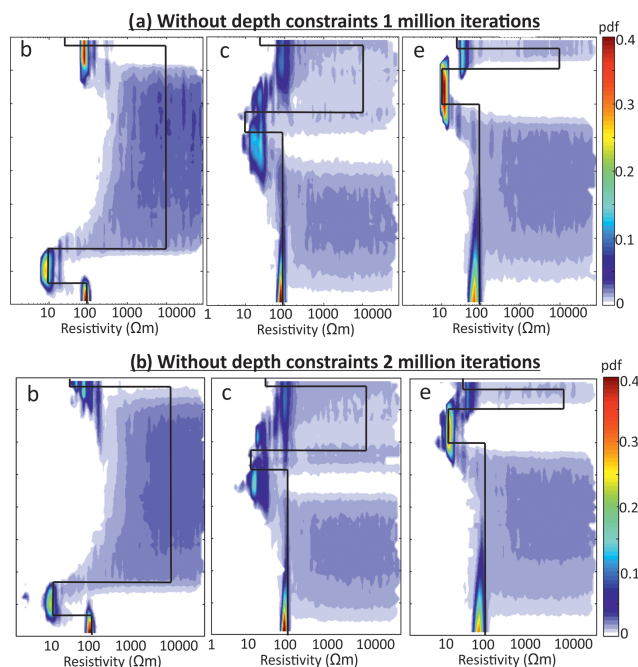 (a) Without depth constraints 1 million iterations
b
c
e
pdf
0.4
0.3
0.2
0.1
0
10 100 1000 10000
Resistivity (Ωm)
1 10 100 1000 10000
Resistivity (Ωm)
1 10 100 1000 10000
Resistivity (Ωm)
(b) Without depth constraints 2 million iterations
b
c
e
pdf
0.4
0.3
0.2
0.1
0
10 100 1000 10000
Resistivity (Ωm)
1 10 100 1000 10000
Resistivity (Ωm)
1 10 100 1000 10000
Resistivity (Ωm)